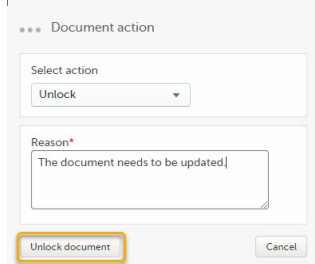 Document action
Select action
Unlock
Reason*
The document needs to be updated.
Unlock document
Cancel